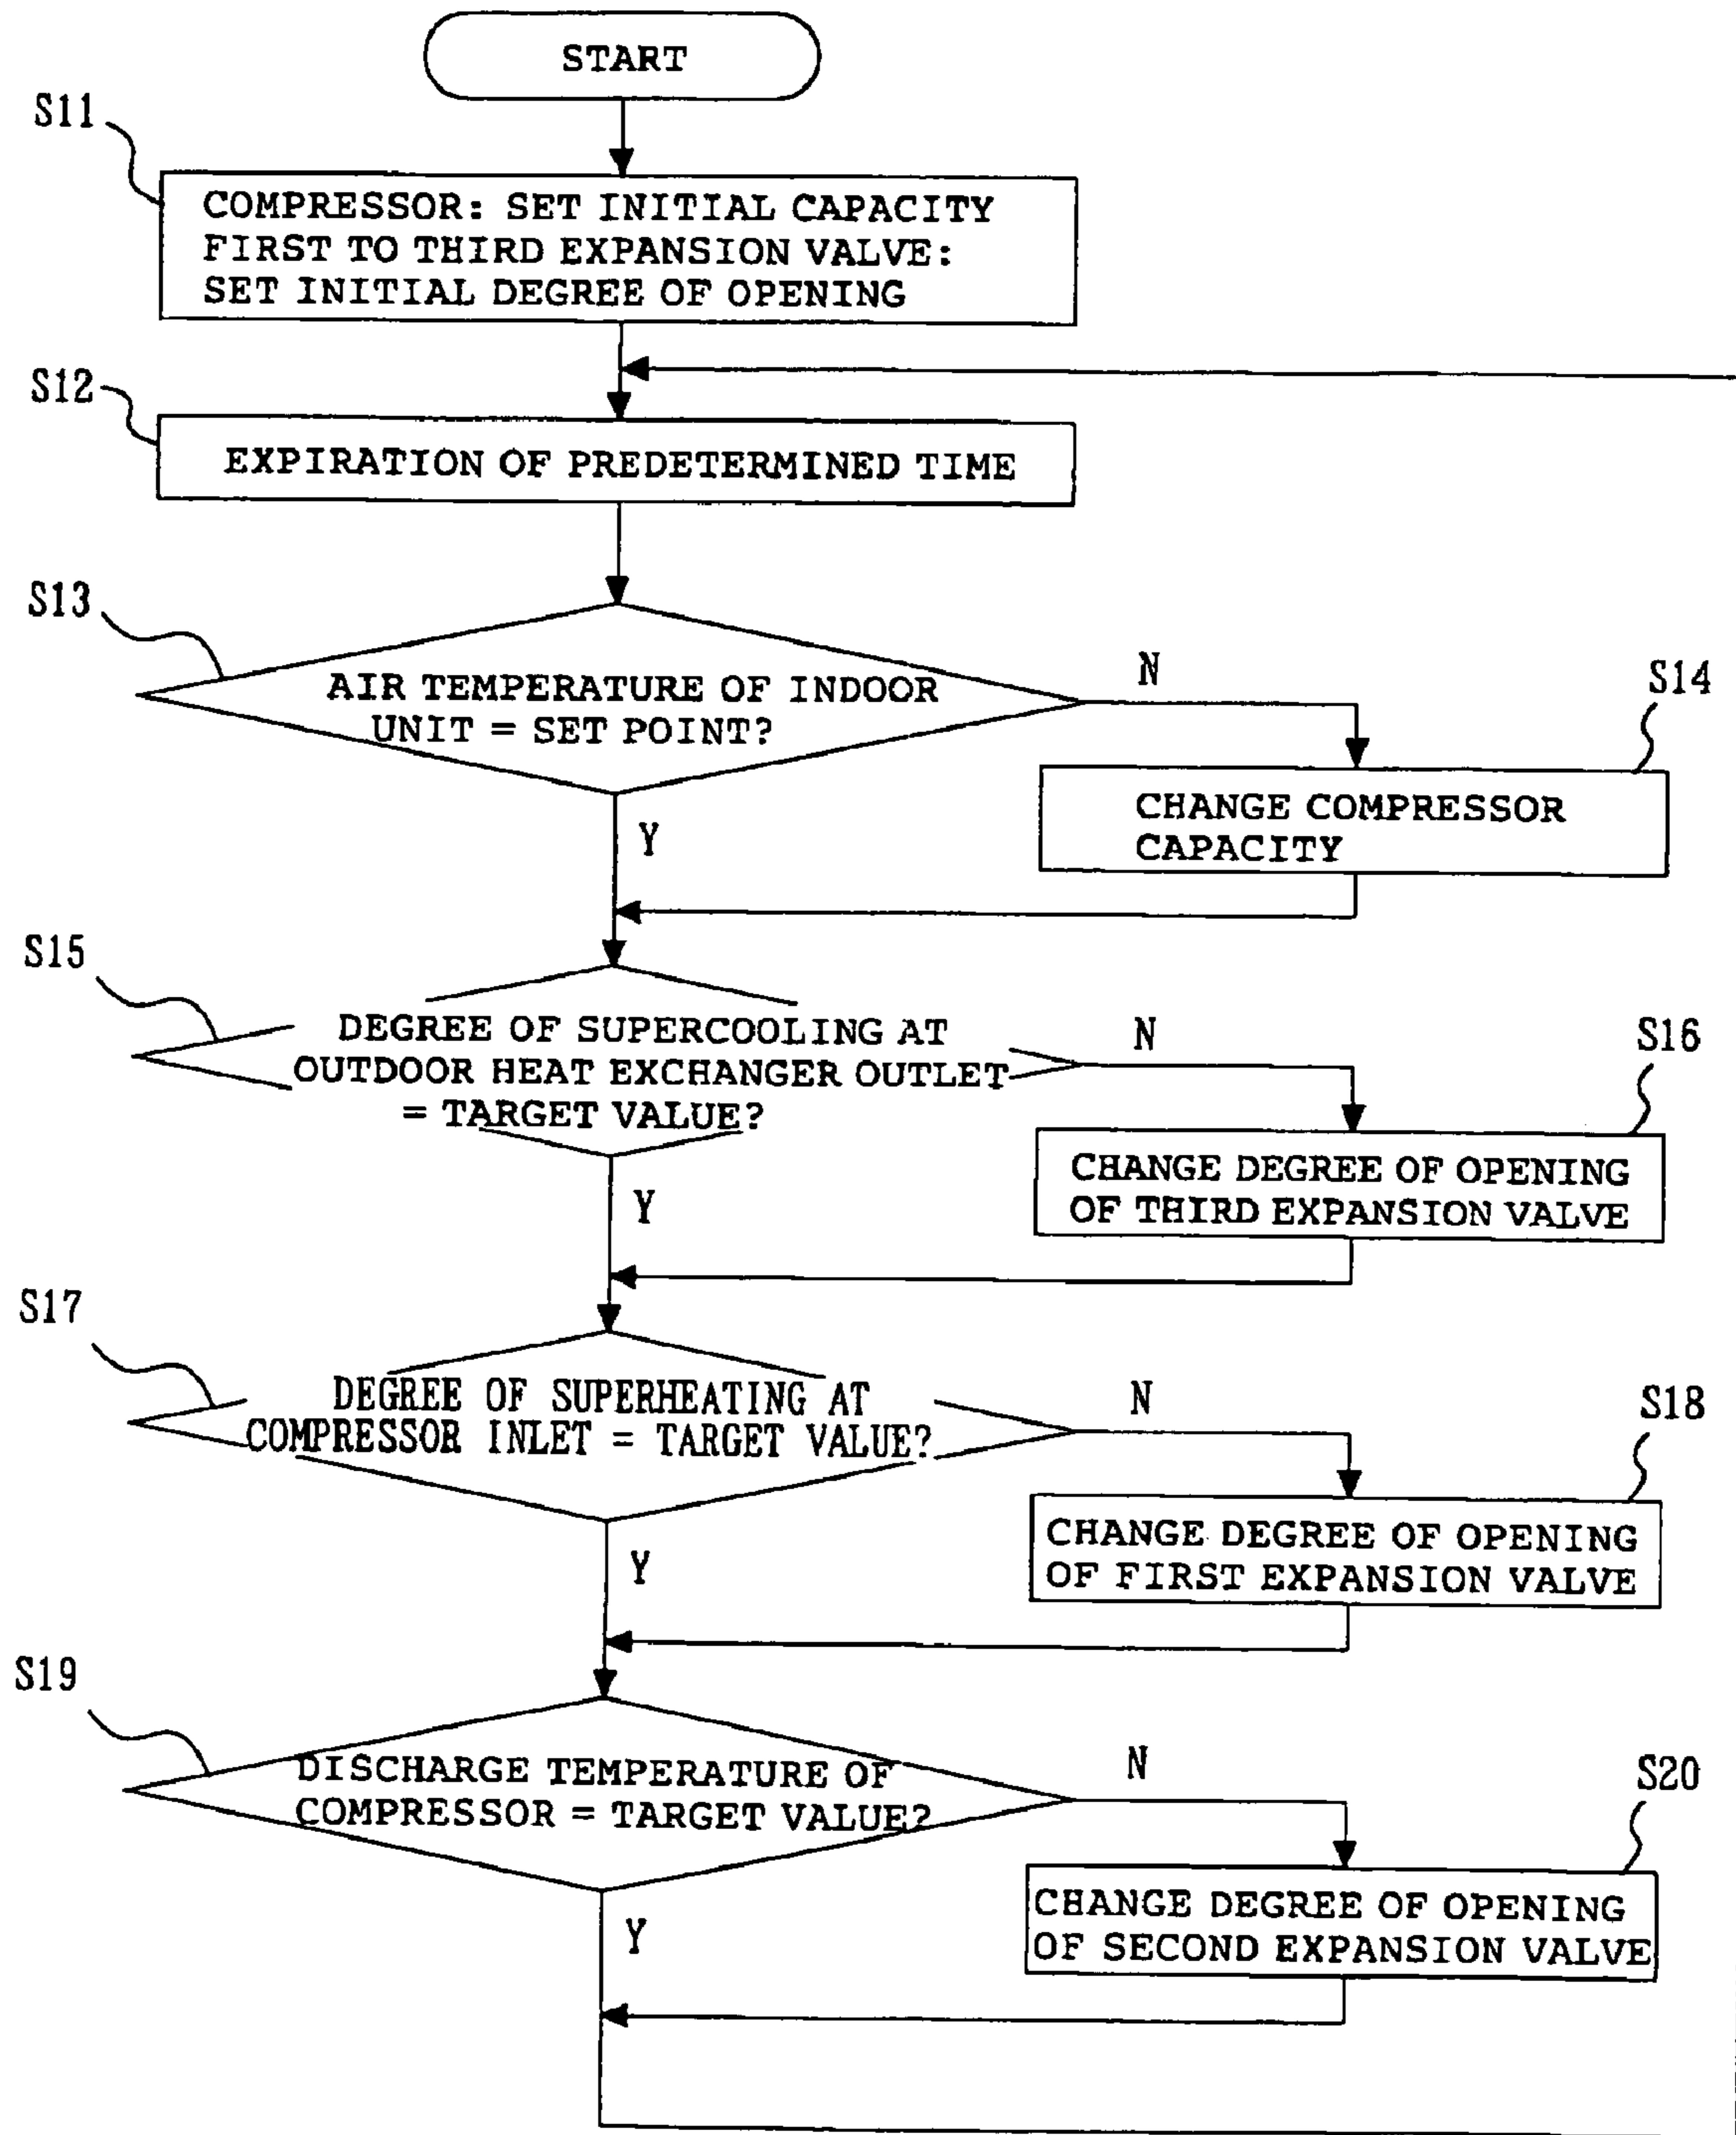 START
S11
COMPRESSOR: SET INITIAL CAPACITY
FIRST TO THIRD EXPANSION VALVE:
SET INITIAL DEGREE OF OPENING
S12
EXPIRATION OF PREDETERMINED TIME
S13
AIR TEMPERATURE OF INDOOR
UNIT = SET POINT?
N
S14
CHANGE COMPRESSOR
CAPACITY
Y
S15
DEGREE OF SUPERCOOLING AT
OUTDOOR HEAT EXCHANGER OUTLET
= TARGET VALUE?
N
S16
CHANGE DEGREE OF OPENING
OF THIRD EXPANSION VALVE
Y
S17
DEGREE OF SUPERHEATING AT
COMPRESSOR INLET = TARGET VALUE?
N
S18
CHANGE DEGREE OF OPENING
OF FIRST EXPANSION VALVE
Y
S19
DISCHARGE TEMPERATURE OF
COMPRESSOR = TARGET VALUE?
N
S20
CHANGE DEGREE OF OPENING
OF SECOND EXPANSION VALVE
Y